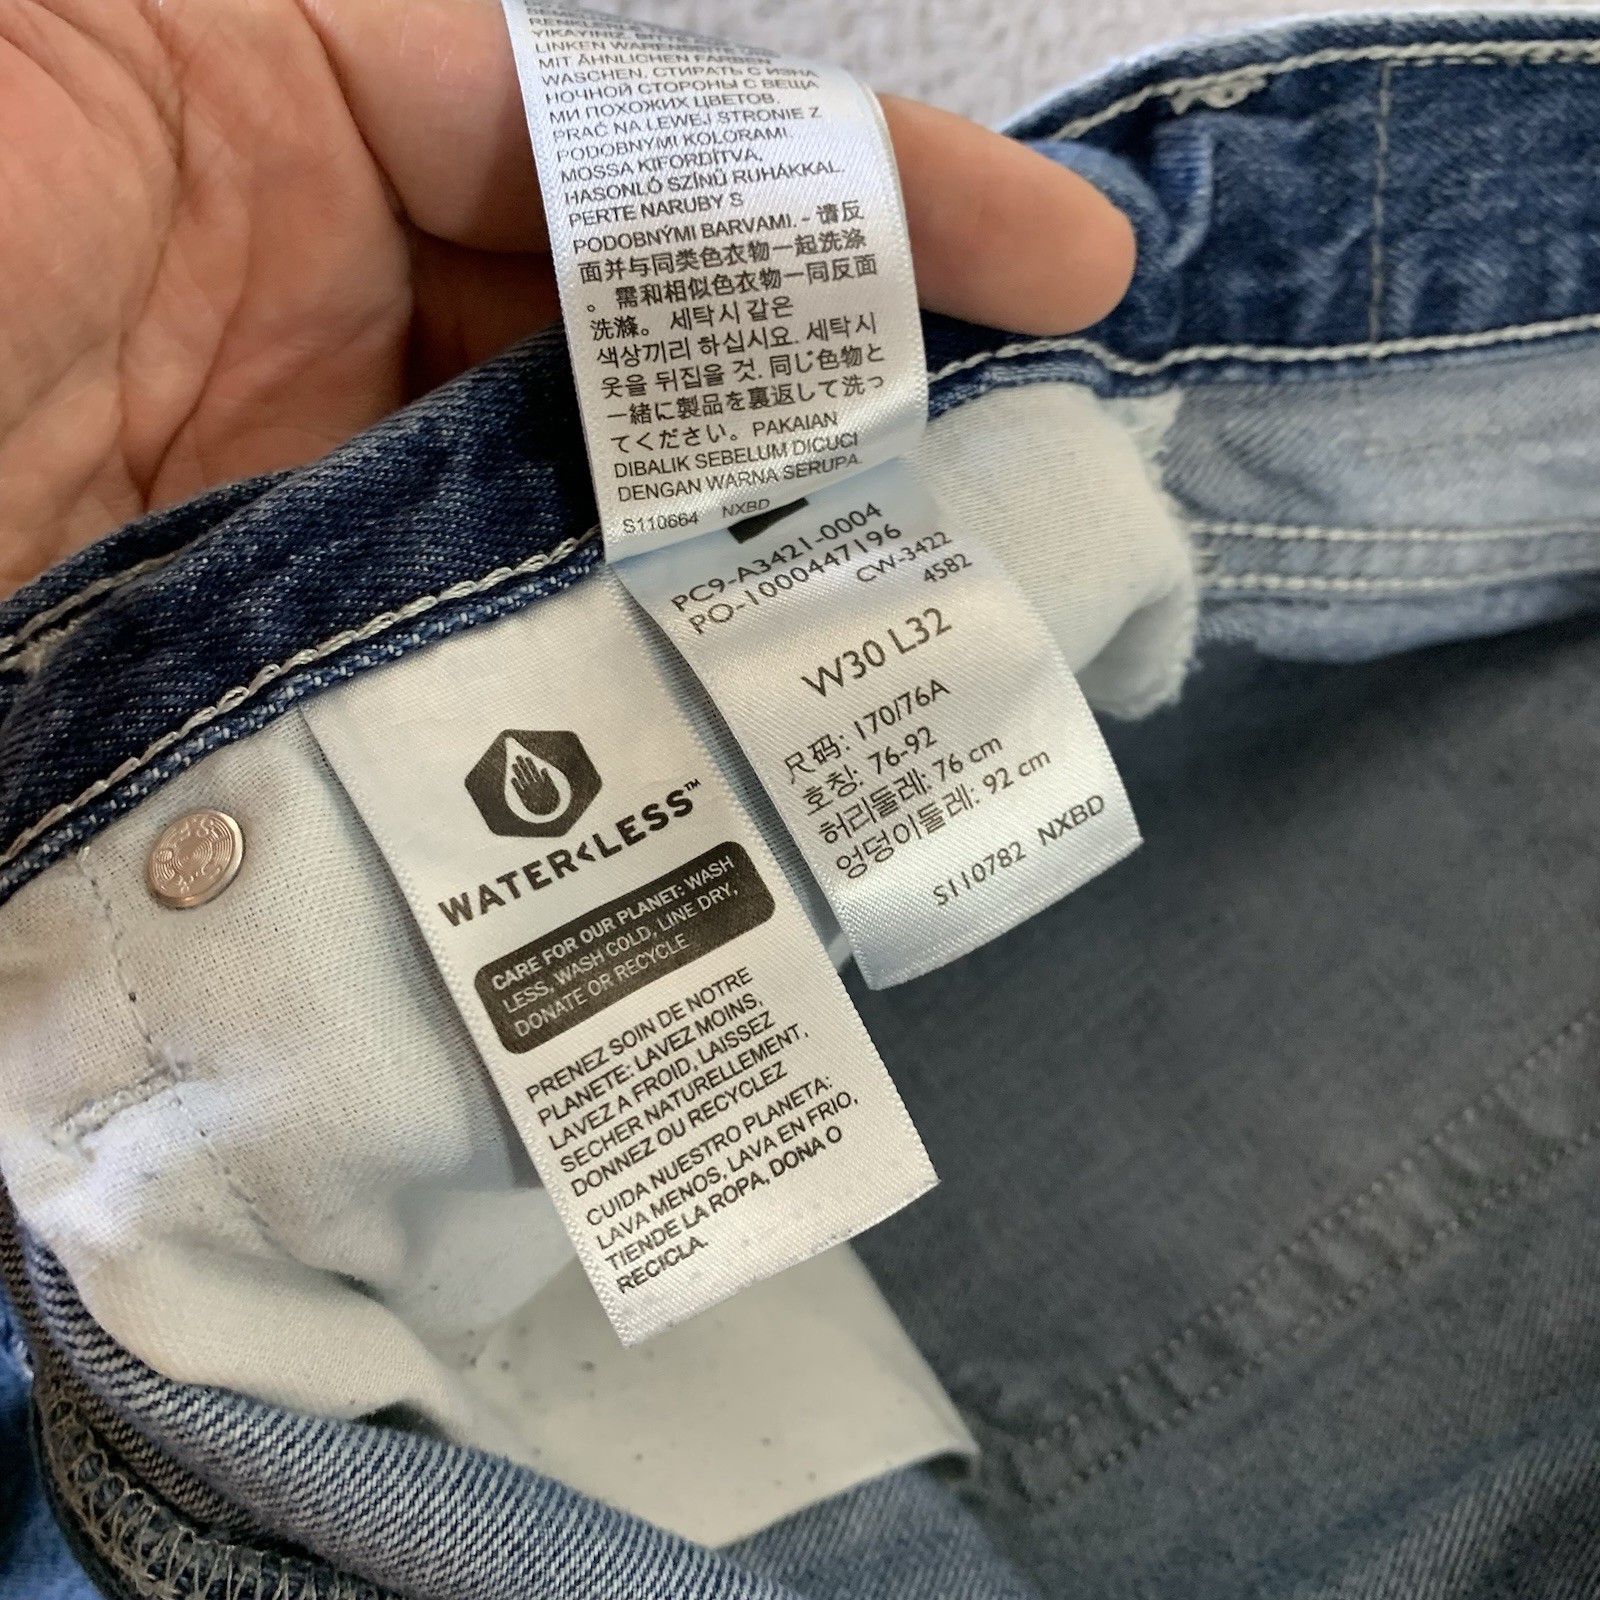 RENKLERLE
YIKAYINIZ.
LINKEN WARENSEITE
MIT ÄHNLICHEN FARBEN
WASCHEN. СТИРАТЬ С ИЗНА
НОЧНОЙ СТОРОНЫ С ВЕЩА
МИ ПОХОЖИХ ЦВЕТОВ.
PRAĆ NA LEWEJ STRONIE Z
PODOBNYMI KOLORAMI.
MOSSA KIFORDÍTVA,
HASONLÓ SZÍNŰ RUHÁKKAL.
PERTE NARUBY S
PODOBNÝMI BARVAMI. - 请反
面并与同类色衣物一起洗涤
。 需和相似色衣物一同反面
洗滌。 세탁시 같은
색상끼리 하십시요. 세탁시
옷을 뒤집을 것. 同じ色物と
一緒に製品を裏返して洗っ
てください。 PAKAIAN
DIBALIK SEBELUM DICUCI
DENGAN WARNA SERUPA.
S110664 NXBD
PC9-A3421-0004
PO-1000447196
CW-3422
4582
W30 L32
尺码: 170/76A
호칭: 76-92
허리둘레: 76 cm
엉덩이둘레: 92 cm
S110782 NXBD
WATER<LESS™
CARE FOR OUR PLANET: WASH
LESS, WASH COLD, LINE DRY,
DONATE OR RECYCLE
PRENEZ SOIN DE NOTRE
PLANETE: LAVEZ MOINS,
LAVEZ A FROID, LAISSEZ
SECHER NATURELLEMENT,
DONNEZ OU RECYCLEZ
CUIDA NUESTRO PLANETA:
LAVA MENOS, LAVA EN FRIO,
TIENDE LA ROPA, DONA O
RECICLA.